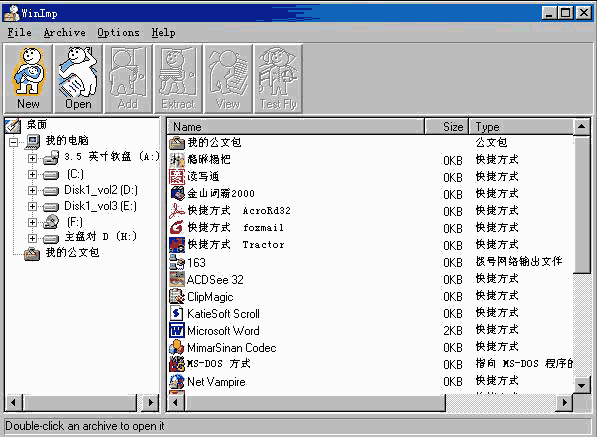 WinImp
File Archive Options Help
New Open Add Extract View Test Fly
桌面
我的电脑
3.5 英寸软盘 (A:)
(C:)
Disk1_vol2 (D:)
Disk1_vol3 (E:)
(F:)
主盘对 D (H:)
我的公文包
Name Size Type
我的公文包 公文包
0KB 快捷方式
读写通 0KB 快捷方式
金山词霸2000 0KB 快捷方式
快捷方式 AcroRd32 0KB 快捷方式
快捷方式 foxmail 0KB 快捷方式
快捷方式 Tractor 0KB 快捷方式
163 0KB 拨号网络输出文件
ACDSee 32 0KB 快捷方式
ClipMagic 0KB 快捷方式
KatieSoft Scroll 0KB 快捷方式
Microsoft Word 2KB 快捷方式
MimarSinan Codec 0KB 快捷方式
MS-DOS 方式 0KB 指向 MS-DOS 程序的
Net Vampire 0KB 快捷方式
Double-click an archive to open it